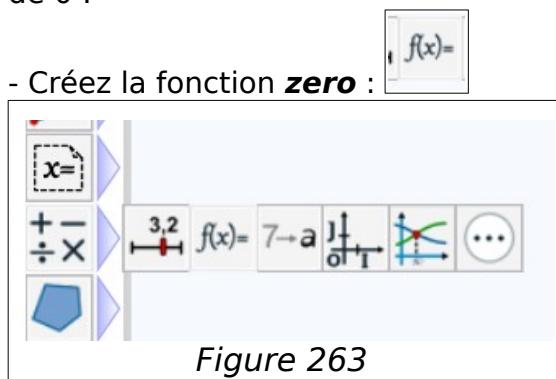 de 0 :
f(x)=
- Créez la fonction zero :
x=
3,2 f(x)= 7→a J O I
Figure 263